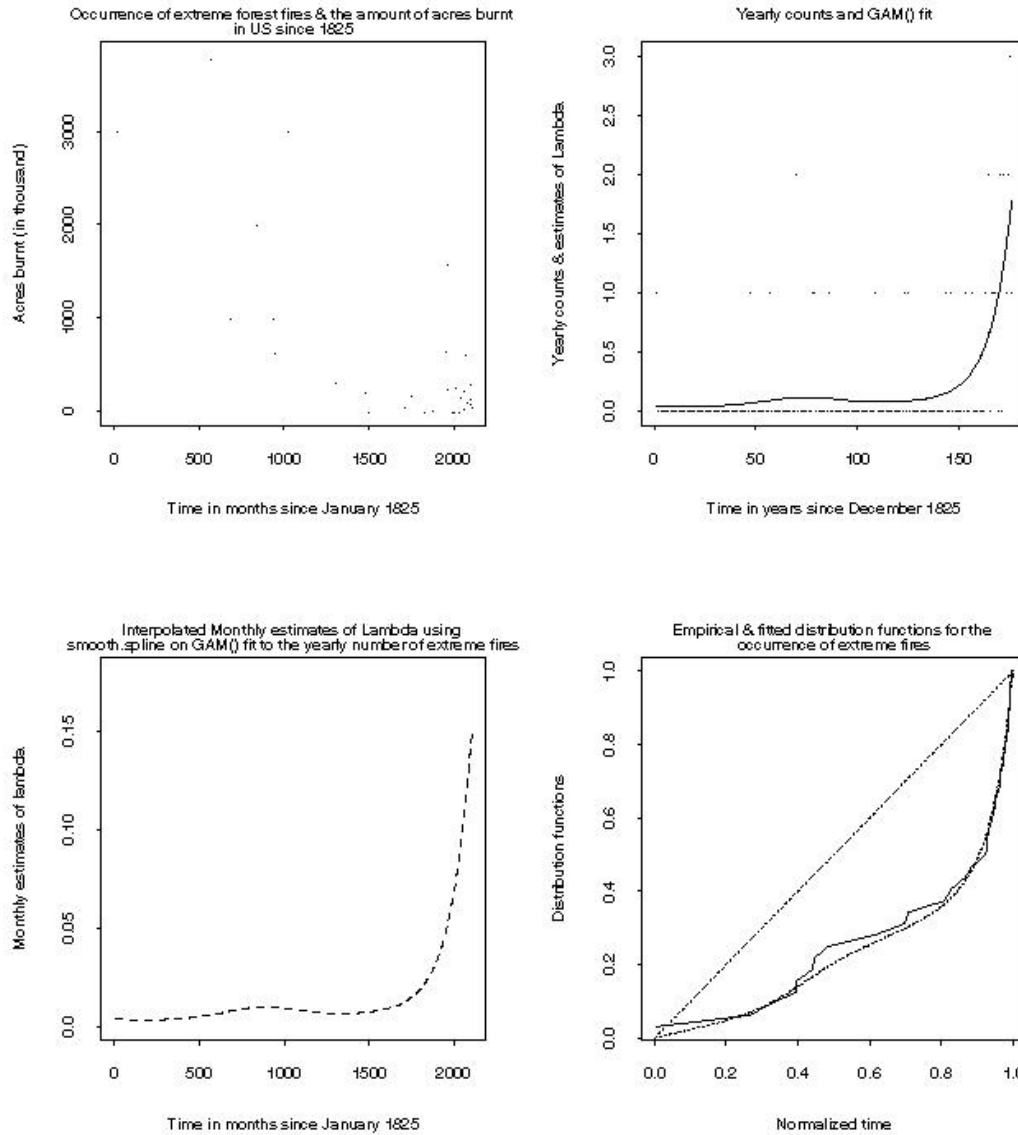 Occurrence of extreme forest fires & the amount of acres burnt
in US since 1825
Acres burnt (in thousand)
3000
2000
1000
0
0 500 1000 1500 2000
Time in months since January 1825
Yearly counts and GAM() fit
Yearly counts & estimates of Lambda
3.0
2.5
2.0
1.5
1.0
0.5
0.0
0 50 100 150
Time in years since December 1825
Interpolated Monthly estimates of Lambda using
smooth.spline on GAM() fit to the yearly number of extreme fires
Monthly estimates of lambda
0.15
0.10
0.05
0.0
0 500 1000 1500 2000
Time in months since January 1825
Empirical & fitted distribution functions for the
occurrence of extreme fires
Distribution functions
1.0
0.8
0.6
0.4
0.2
0.0
0.0 0.2 0.4 0.6 0.8 1.0
Normalized time